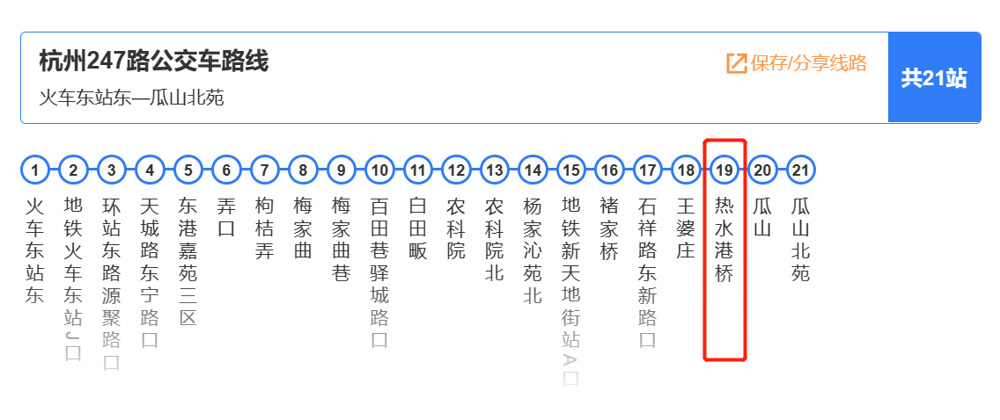 杭州247路公交车路线
保存/分享线路
共21站
火车东站东—瓜山北苑
1 2 3 4 5 6 7 8 9 10 11 12 13 14 15 16 17 18 19 20 21
火车东站东
地铁火车东站J口
环站东路源聚路口
天城路东宁路口
东港嘉苑三区
弄口
枸桔弄
梅家曲
梅家曲巷
百田巷驿城路口
白田畈
农科院
农科院北
杨家沁苑北
地铁新天地街站A口
褚家桥
石祥路东新路口
王婆庄
热水港桥
瓜山
瓜山北苑